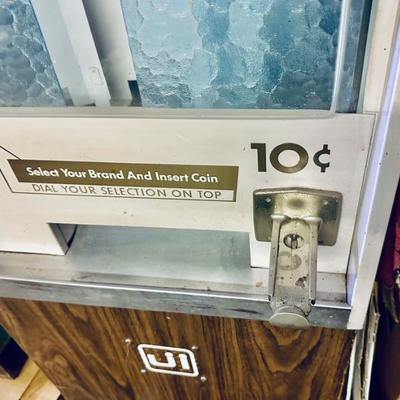 10¢
Select Your Brand And Insert Coin
DIAL YOUR SELECTION ON TOP